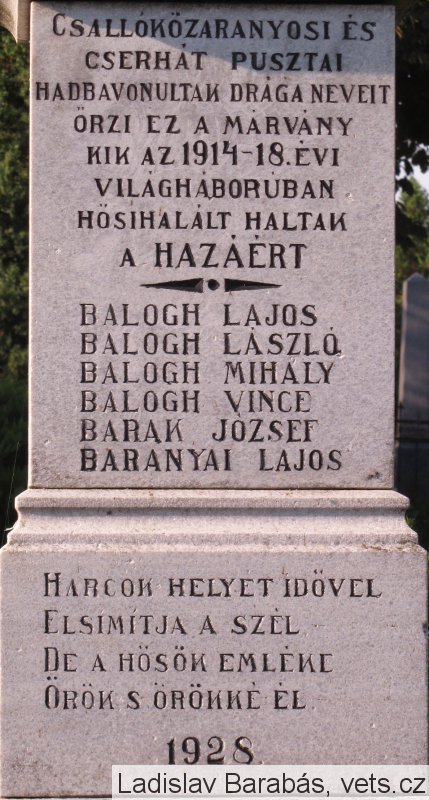 CSALLÓKÖZARANYOSI ÉS
CSERHÁT PUSZTAI
HADBAVONULTAK DRÁGA NEVEIT
ŐRZI EZ A MÁRVÁNY
KIK AZ 1914-18. ÉVI
VILÁGHÁBORÚBAN
HŐSIHALÁLT HALTAK
A HAZÁÉRT
BALOGH LAJOS
BALOGH LÁSZLÓ
BALOGH MIHÁLY
BALOGH VINCE
BARAK JÓZSEF
BARANYAI LAJOS
HARCOK HELYÉT IDŐVEL
ELSIMÍTJA A SZÉL
DE A HŐSÖK EMLÉKE
ÖRÖK S ÖRÖKKÉ ÉL
1928
Ladislav Barabás, vets.cz